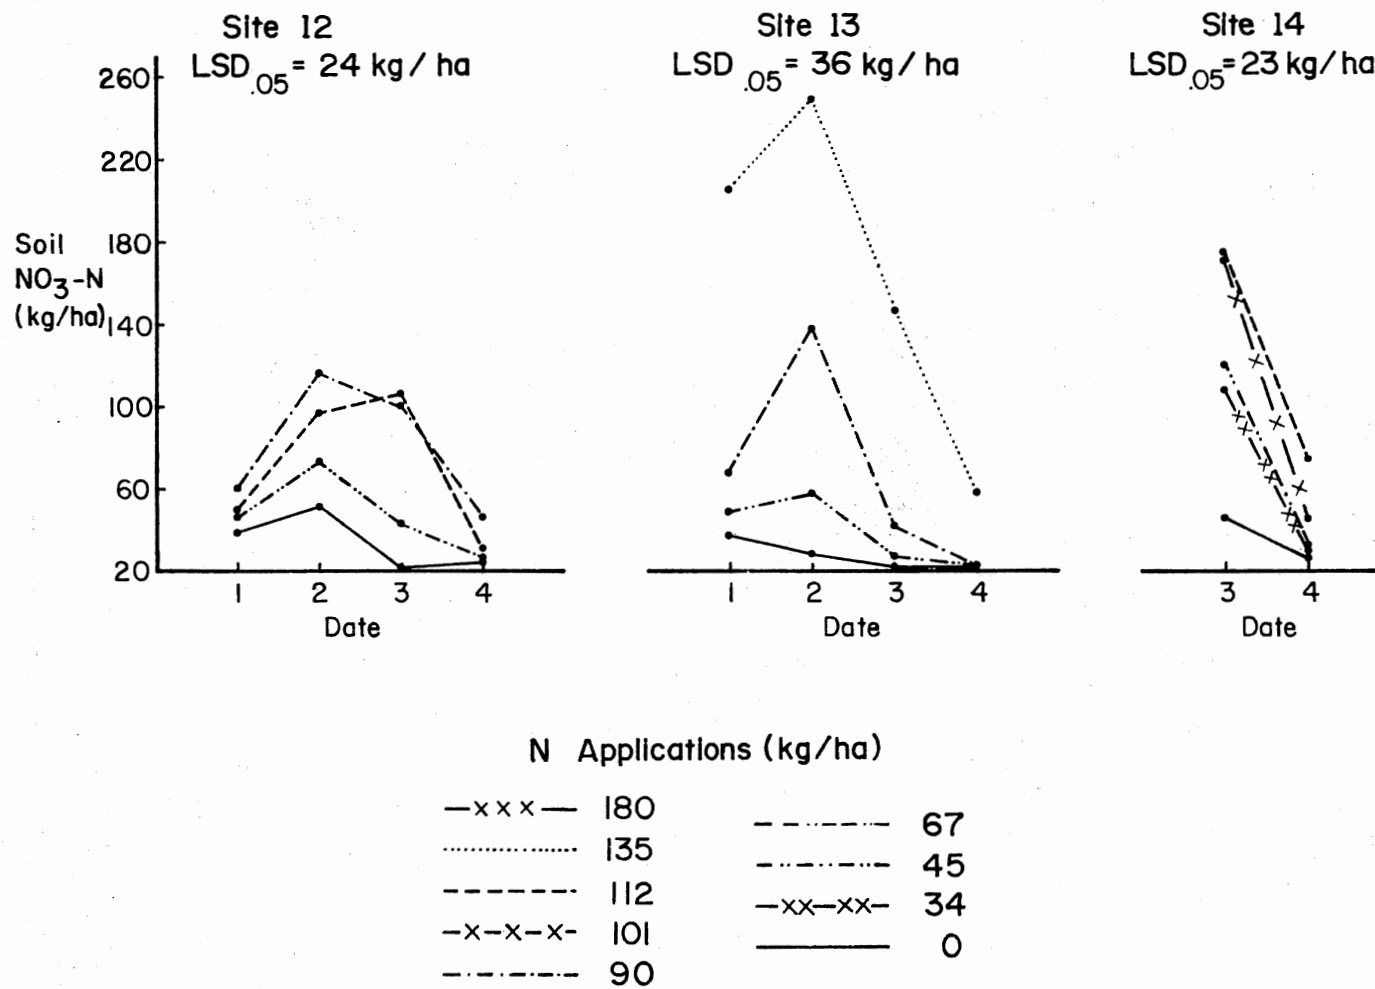 Site 12
LSD.05 = 24 kg/ha
Site 13
LSD.05 = 36 kg/ha
Site 14
LSD.05 = 23 kg/ha
260
220
180
140
100
60
20
Soil
NO3-N
(kg/ha)
1 2 3 4
Date
1 2 3 4
Date
3 4
Date
N Applications (kg/ha)
180
135
112
101
90
67
45
34
0